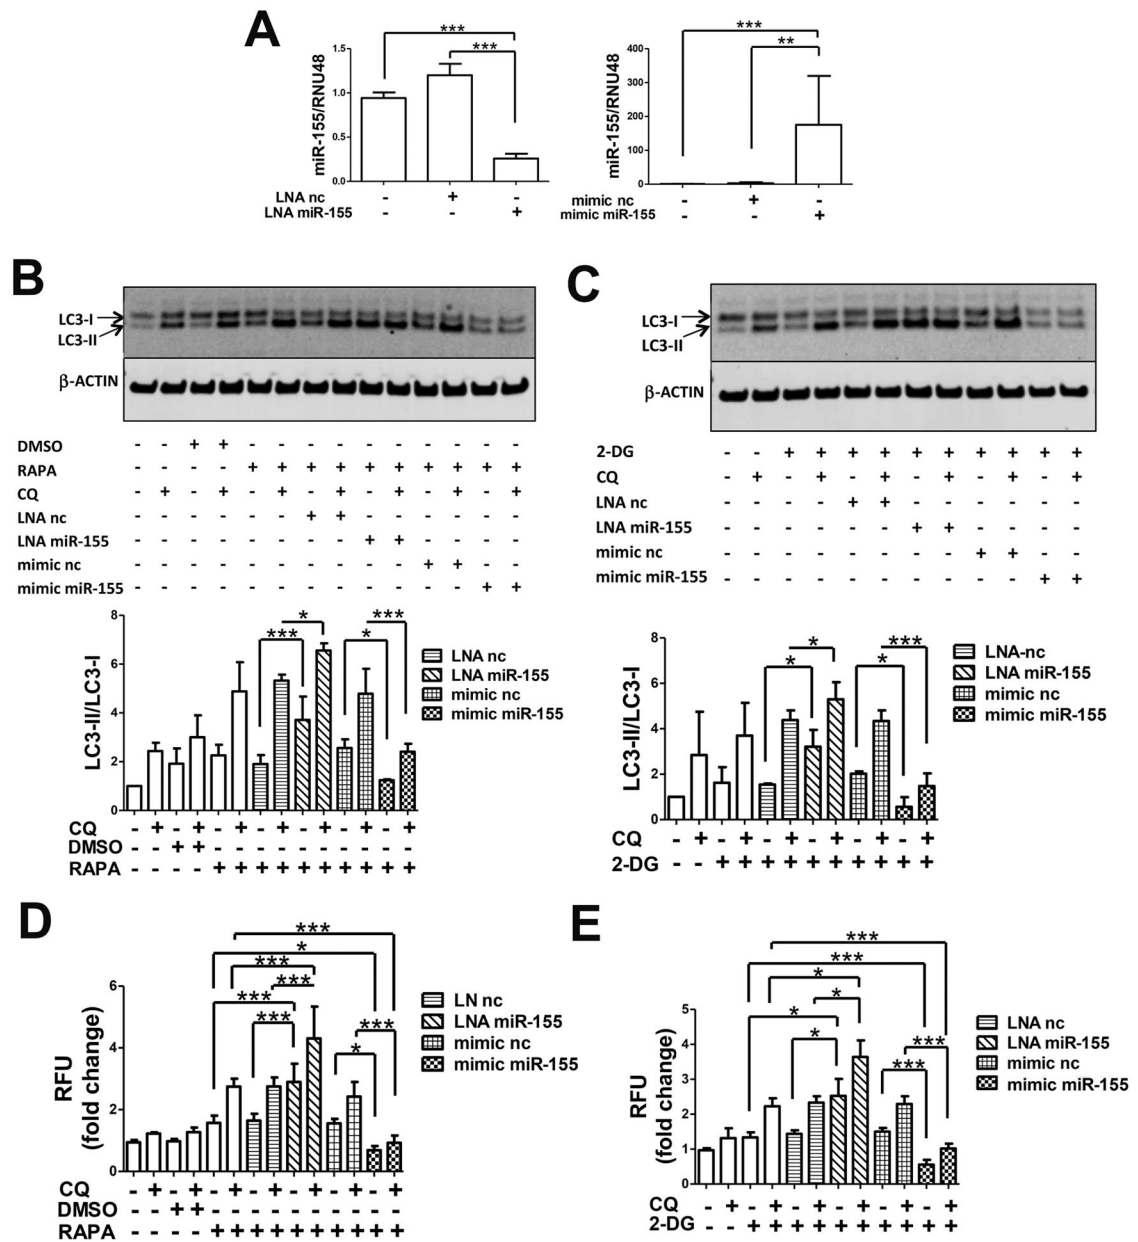 A
***
***
***
**
miR-155/RNU48
1.5
1.0
0.5
0.0
miR-155/RNU48
400
300
200
100
0
LNA nc - + -
LNA miR-155 - - +
mimic nc - + -
mimic miR-155 - - +
B
LC3-I
LC3-II
β-ACTIN
DMSO - - + + - - - - - - - - - -
RAPA - - - - + + + + + + + + + +
CQ - + - + - + - + - + - + - +
LNA nc - - - - - - + + - - - - - -
LNA miR-155 - - - - - - - - + + - - - -
mimic nc - - - - - - - - - - + + - -
mimic miR-155 - - - - - - - - - - - - + +
LC3-II/LC3-I
8
6
4
2
0
* ***
*** *
LNA nc
LNA miR-155
mimic nc
mimic miR-155
CQ - + - + - + - + - + - + - +
DMSO - - + + - - - - - - - - - -
RAPA - - - - + + + + + + + + + +
C
LC3-I
LC3-II
β-ACTIN
2-DG - - + + + + + + + + + +
CQ - + - + - + - + - + - +
LNA nc - - - - + + - - - - - -
LNA miR-155 - - - - - - + + - - - -
mimic nc - - - - - - - - + + - -
mimic miR-155 - - - - - - - - - - + +
LC3-II/LC3-I
8
6
4
2
0
* ***
* *
LNA-nc
LNA miR-155
mimic nc
mimic miR-155
CQ - + - + - + - + - + - +
2-DG - - + + + + + + + + + +
D
***
*
***
***
***
***
***
*
RFU
(fold change)
6
4
2
0
LN nc
LNA miR-155
mimic nc
mimic miR-155
CQ - + - + - + - + - + - + - +
DMSO - - + + - - - - - - - - - -
RAPA - - - - + + + + + + + + + +
E
***
***
*
*
*
*
***
***
RFU
(fold change)
5
4
3
2
1
0
LNA nc
LNA miR-155
mimic nc
mimic miR-155
CQ - + - + - + - + - + - +
2-DG - - + + + + + + + + + +